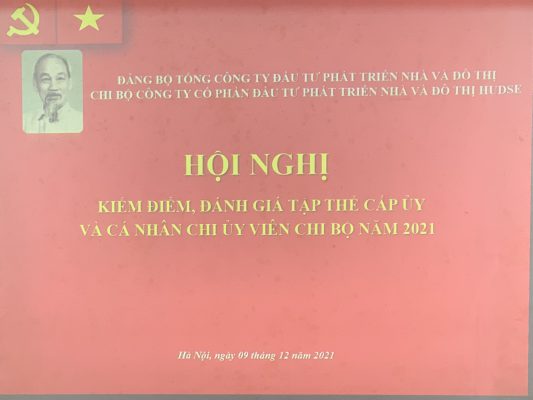 ĐẢNG BỘ TỔNG CÔNG TY ĐẦU TƯ PHÁT TRIỂN NHÀ VÀ ĐÔ THỊ
CHI BỘ CÔNG TY CỔ PHẦN ĐẦU TƯ PHÁT TRIỂN NHÀ VÀ ĐÔ THỊ HUDSE
HỘI NGHỊ
KIỂM ĐIỂM, ĐÁNH GIÁ TẬP THỂ CẤP ỦY
VÀ CÁ NHÂN CHI ỦY VIÊN CHI BỘ NĂM 2021
Hà Nội, ngày 09 tháng 12 năm 2021